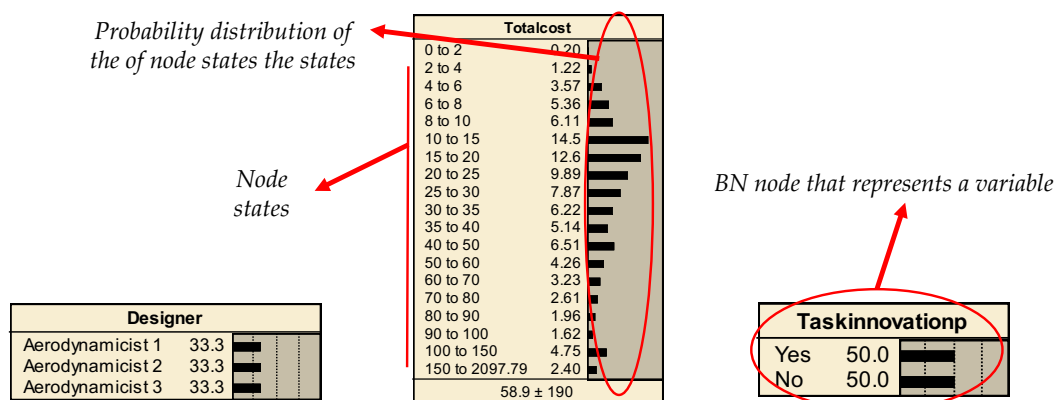 Probability distribution of
the of node states the states
Node
states
BN node that represents a variable
Totalcost
0 to 2 0.20
2 to 4 1.22
4 to 6 3.57
6 to 8 5.36
8 to 10 6.11
10 to 15 14.5
15 to 20 12.6
20 to 25 9.89
25 to 30 7.87
30 to 35 6.22
35 to 40 5.14
40 to 50 6.51
50 to 60 4.26
60 to 70 3.23
70 to 80 2.61
80 to 90 1.96
90 to 100 1.62
100 to 150 4.75
150 to 2097.79 2.40
58.9 ± 190
Designer
Aerodynamicist 1 33.3
Aerodynamicist 2 33.3
Aerodynamicist 3 33.3
Taskinnovationp
Yes 50.0
No 50.0